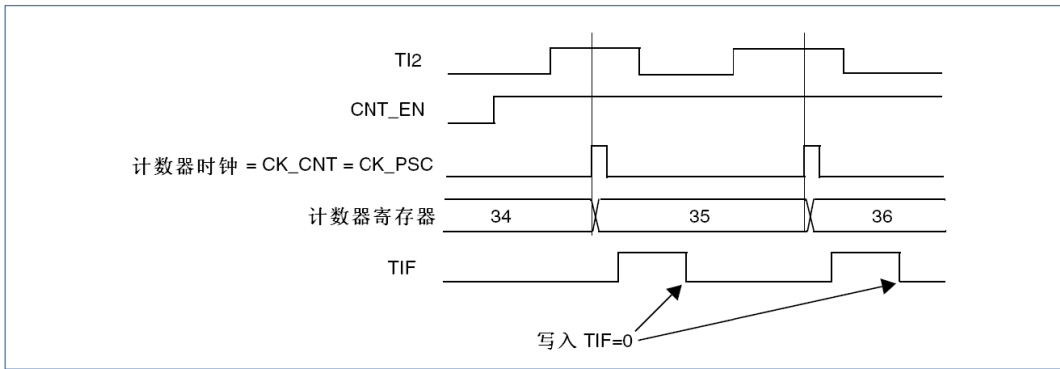 TI2
CNT_EN
计数器时钟 = CK_CNT = CK_PSC
计数器寄存器 34 35 36
TIF
写入 TIF=0